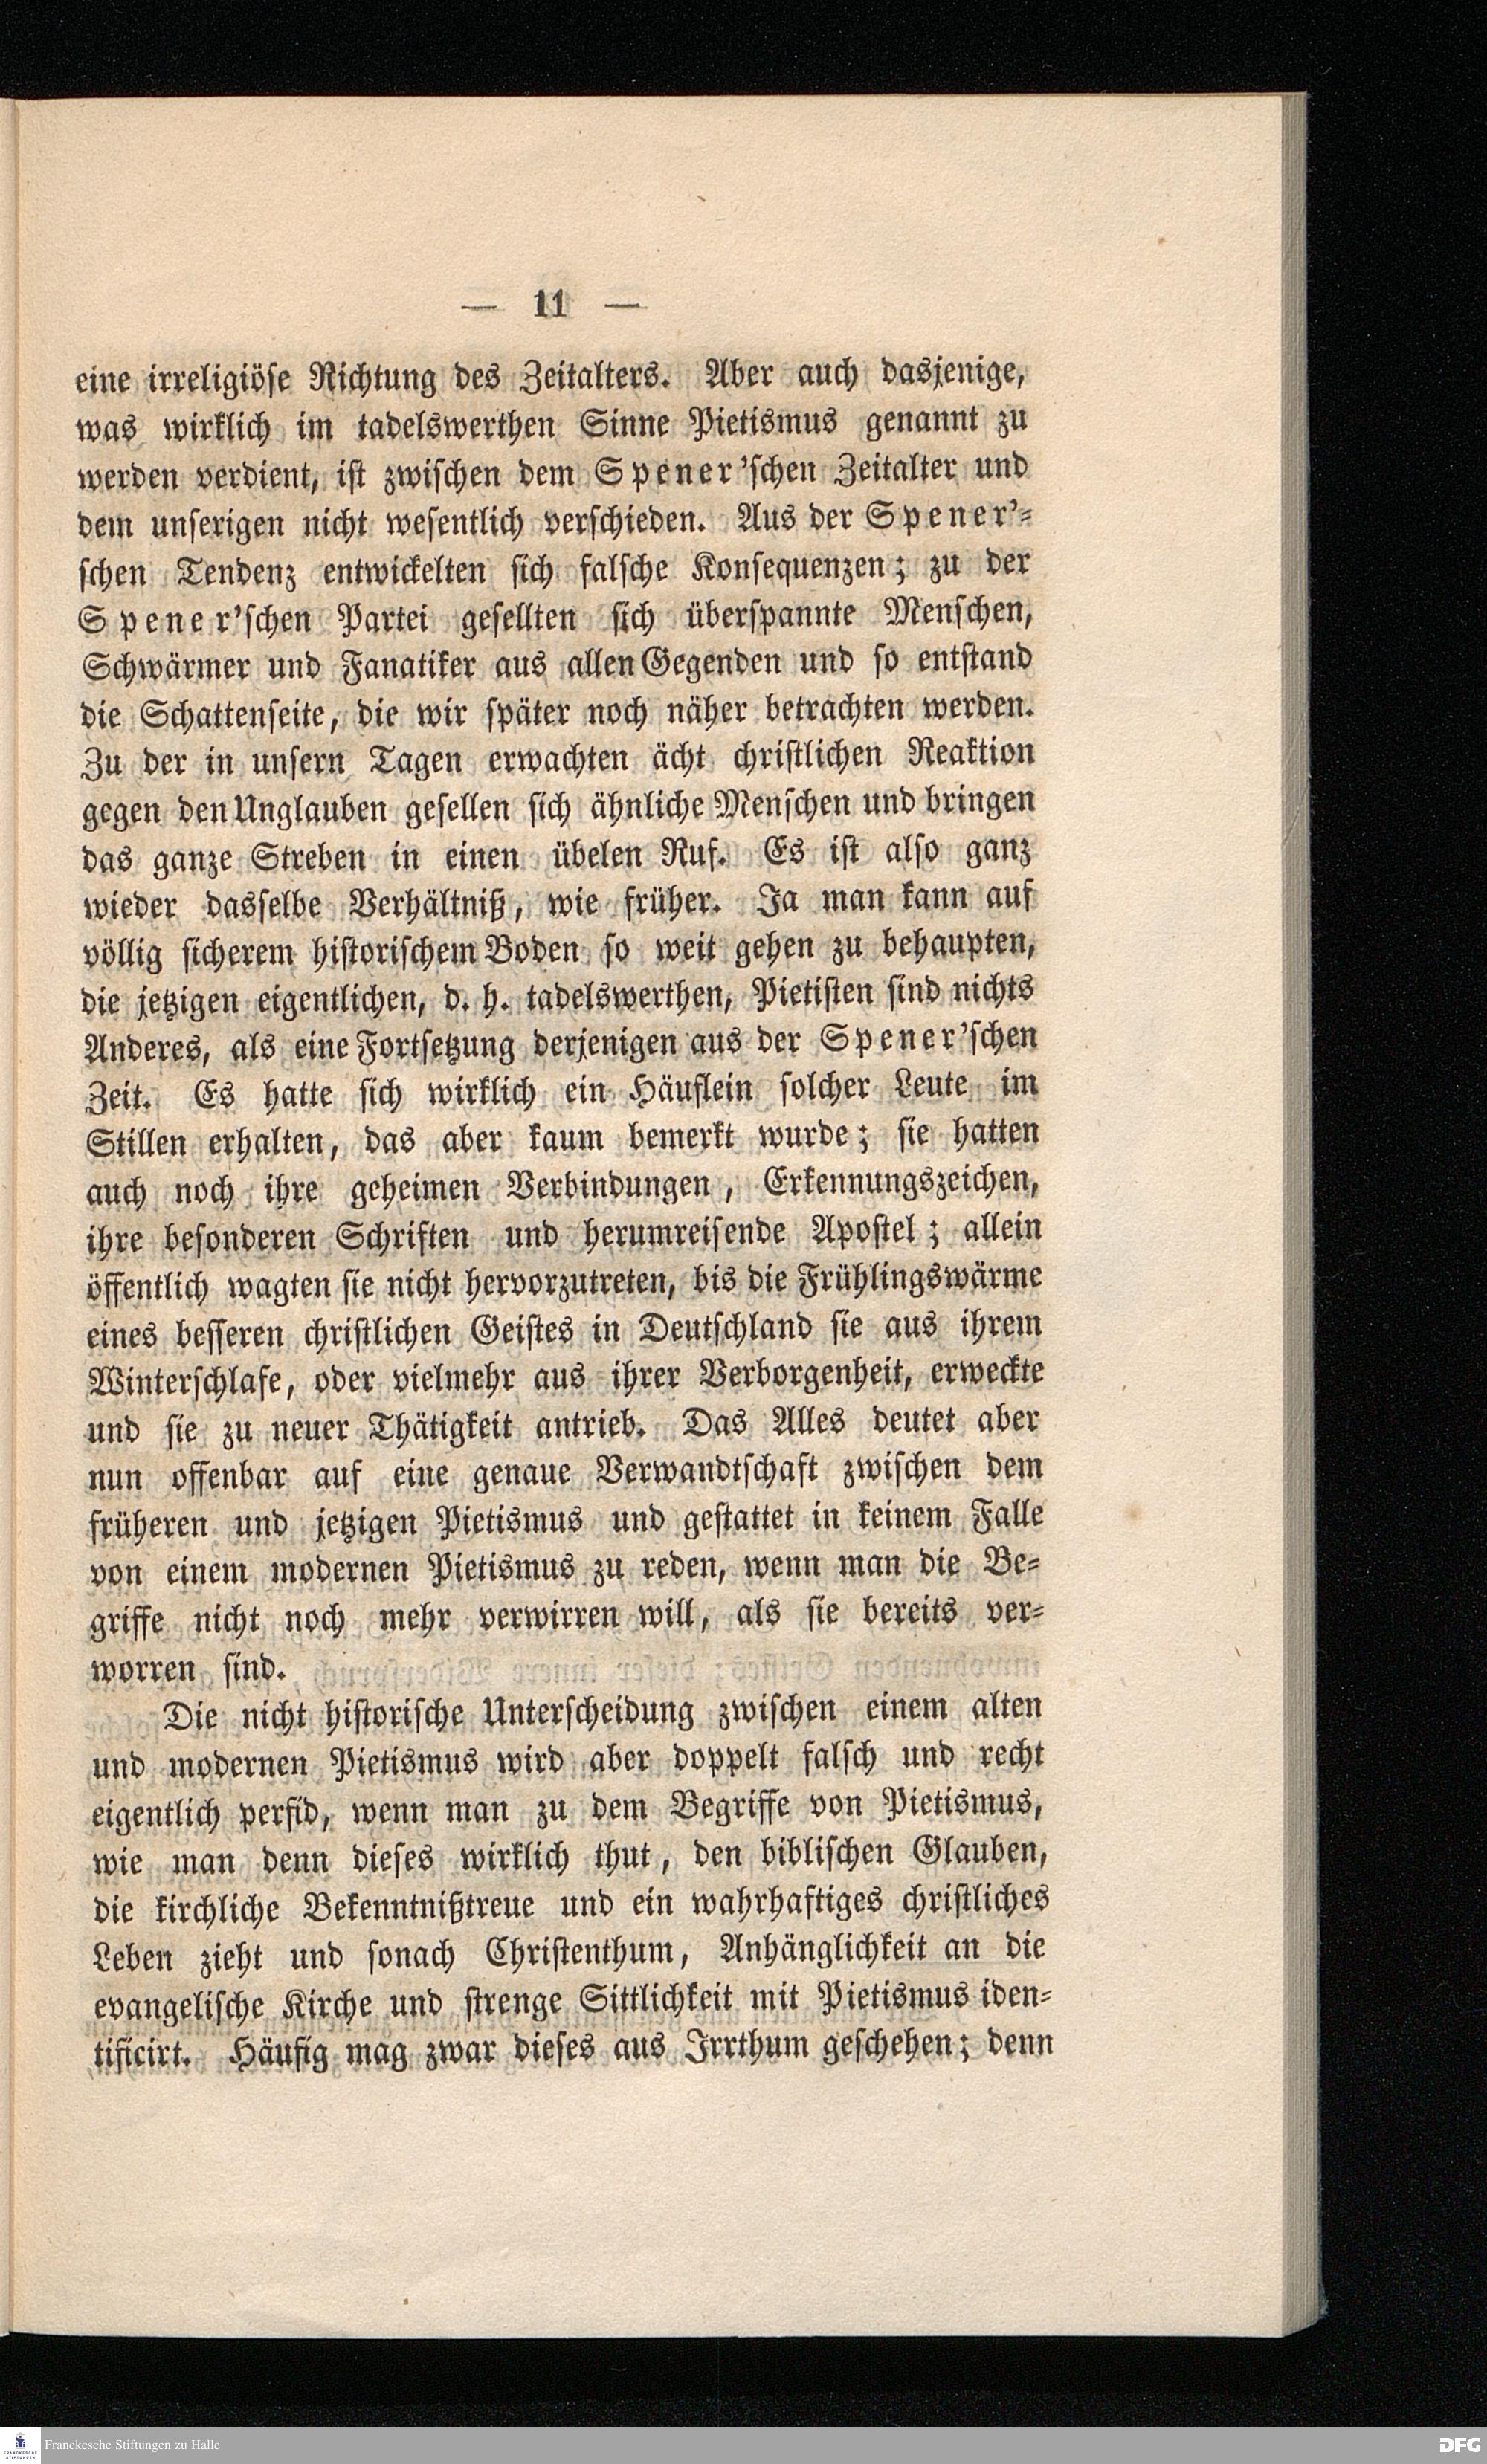 — 11 —
eine irreligiöse Richtung des Zeitalters. Aber auch dasjenige,
was wirklich im tadelswerthen Sinne Pietismus genannt zu
werden verdient, ist zwischen dem Spener'schen Zeitalter und
dem unserigen nicht wesentlich verschieden. Aus der Spener'-
schen Tendenz entwickelten sich falsche Konsequenzen; zu der
Spener'schen Partei gesellten sich überspannte Menschen,
Schwärmer und Fanatiker aus allen Gegenden und so entstand
die Schattenseite, die wir später noch näher betrachten werden.
Zu der in unsern Tagen erwachten ächt christlichen Reaktion
gegen den Unglauben gesellen sich ähnliche Menschen und bringen
das ganze Streben in einen übelen Ruf. Es ist also ganz
wieder dasselbe Verhältniß, wie früher. Ja man kann auf
völlig sicherem historischem Boden so weit gehen zu behaupten,
die jetzigen eigentlichen, d. h. tadelswerthen, Pietisten sind nichts
Anderes, als eine Fortsetzung derjenigen aus der Spener'schen
Zeit. Es hatte sich wirklich ein Häuflein solcher Leute im
Stillen erhalten, das aber kaum bemerkt wurde; sie hatten
auch noch ihre geheimen Verbindungen, Erkennungszeichen,
ihre besonderen Schriften und herumreisende Apostel; allein
öffentlich wagten sie nicht hervorzutreten, bis die Frühlingswärme
eines besseren christlichen Geistes in Deutschland sie aus ihrem
Winterschlafe, oder vielmehr aus ihrer Verborgenheit, erweckte
und sie zu neuer Thätigkeit antrieb. Das Alles deutet aber
nun offenbar auf eine genaue Verwandtschaft zwischen dem
früheren und jetzigen Pietismus und gestattet in keinem Falle
von einem modernen Pietismus zu reden, wenn man die Be-
griffe nicht noch mehr verwirren will, als sie bereits ver-
worren sind.
Die nicht historische Unterscheidung zwischen einem alten
und modernen Pietismus wird aber doppelt falsch und recht
eigentlich perfid, wenn man zu dem Begriffe von Pietismus,
wie man denn dieses wirklich thut, den biblischen Glauben,
die kirchliche Bekenntnißtreue und ein wahrhaftiges christliches
Leben zieht und sonach Christenthum, Anhänglichkeit an die
evangelische Kirche und strenge Sittlichkeit mit Pietismus iden-
tificirt. Häufig mag zwar dieses aus Irrthum geschehen; denn
FRANCKESCHE STIFTUNGEN
Franckesche Stiftungen zu Halle
DFG